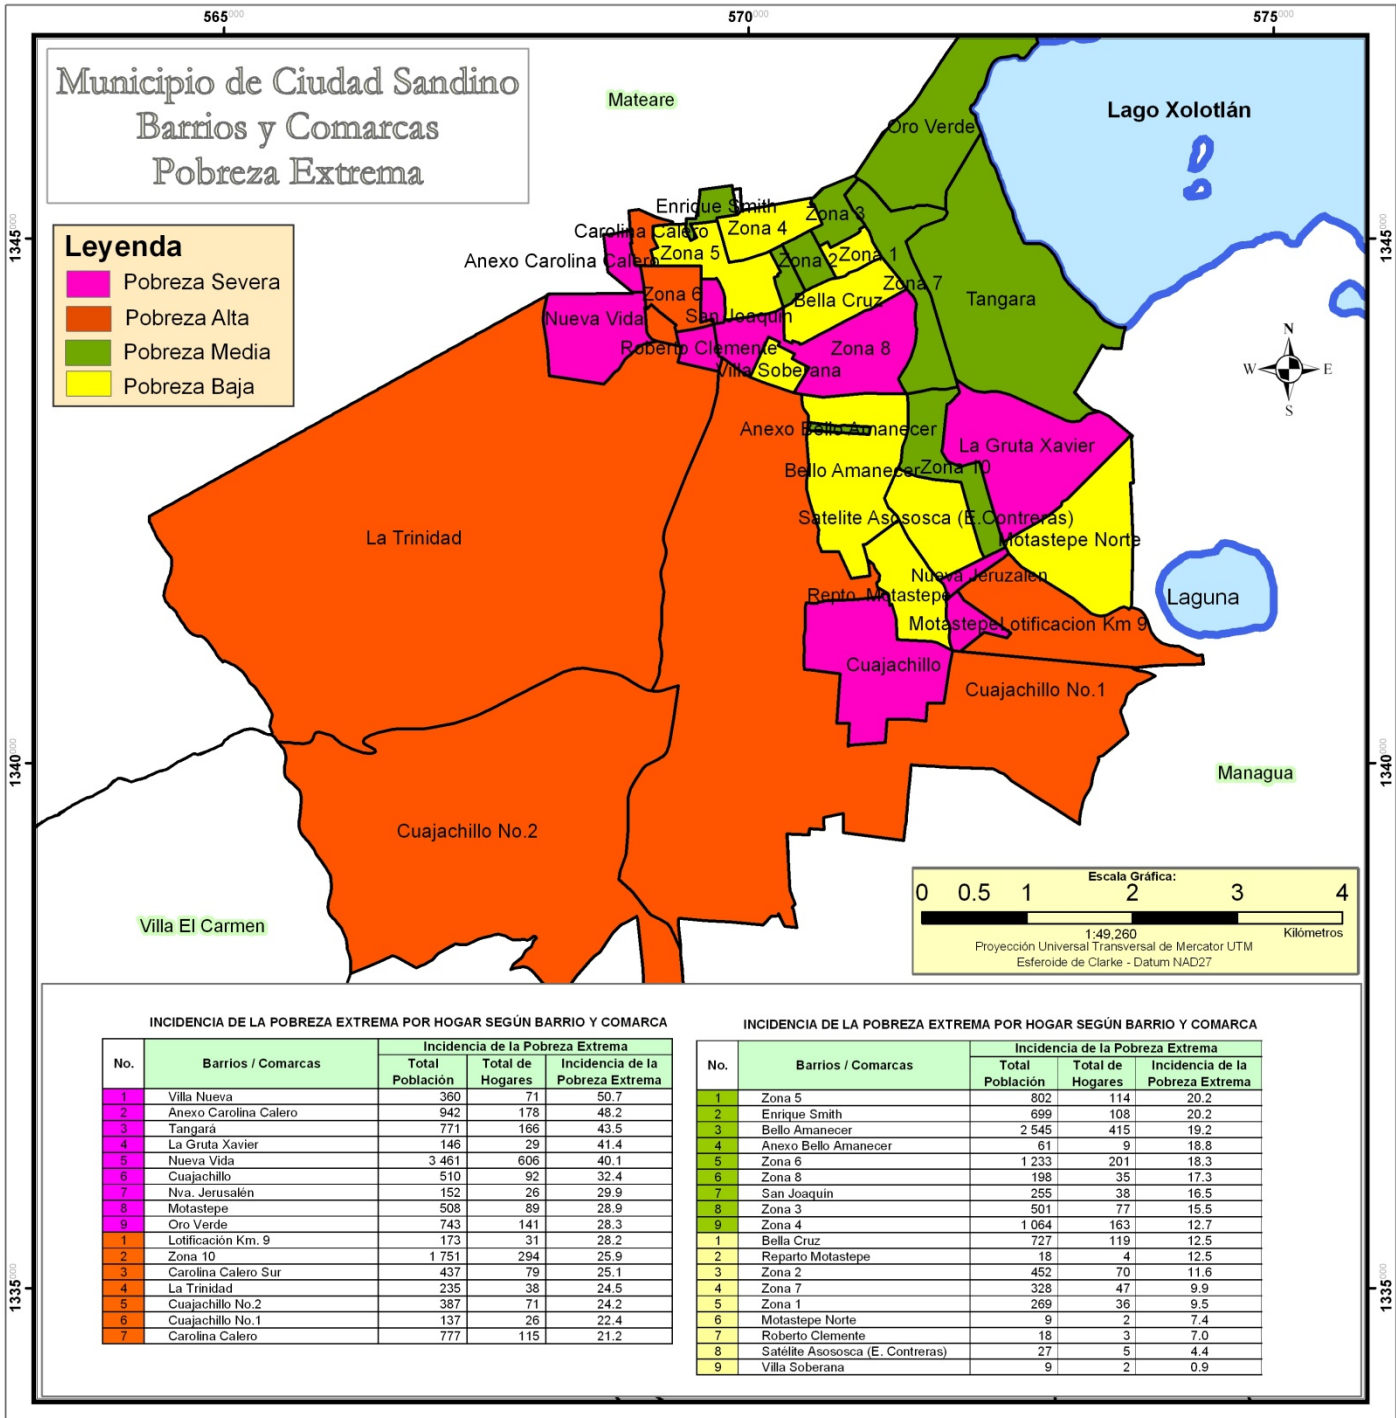 565000 570000 575000
Municipio de Ciudad Sandino
Barrios y Comarcas
Pobreza Extrema
Mateare
Lago Xolotlán
Oro Verde
Enrique Smith
Zona 3
Carolina Calero
Zona 4
1345000
1345000
Leyenda
Pobreza Severa
Pobreza Alta
Pobreza Media
Pobreza Baja
Zona 5
Zona 2
Zona 1
Anexo Carolina Calero
Zona 7
Zona 6
Bella Cruz
Tangara
Nueva Vida
San Joaquin
Roberto Clemente
Zona 8
Villa Soberana
N
W
E
S
Anexo Bello Amanecer
La Gruta Xavier
Bello Amanecer
Zona 10
Satelite Asososca (E.Contreras)
La Trinidad
Motastepe Norte
Nueva Jeruzalen
Repto. Motastepe
Laguna
Motastepe
Lotificacion Km 9
Cuajachillo
Cuajachillo No.1
1340000
1340000
Managua
Cuajachillo No.2
Villa El Carmen
Escala Gráfica:
0 0.5 1 2 3 4
1:49,260
Kilómetros
Proyección Universal Transversal de Mercator UTM
Esferoide de Clarke - Datum NAD27
INCIDENCIA DE LA POBREZA EXTREMA POR HOGAR SEGÚN BARRIO Y COMARCA
No. Barrios / Comarcas Incidencia de la Pobreza Extrema
Total Población Total de Hogares Incidencia de la Pobreza Extrema
1 Villa Nueva 360 71 50.7
2 Anexo Carolina Calero 942 178 48.2
3 Tangará 771 166 43.5
4 La Gruta Xavier 146 29 41.4
5 Nueva Vida 3 461 606 40.1
6 Cuajachillo 510 92 32.4
7 Nva. Jerusalén 152 26 29.9
8 Motastepe 508 89 28.9
9 Oro Verde 743 141 28.3
1 Lotificación Km. 9 173 31 28.2
2 Zona 10 1 751 294 25.9
3 Carolina Calero Sur 437 79 25.1
4 La Trinidad 235 38 24.5
5 Cuajachillo No.2 387 71 24.2
6 Cuajachillo No.1 137 26 22.4
7 Carolina Calero 777 115 21.2
INCIDENCIA DE LA POBREZA EXTREMA POR HOGAR SEGÚN BARRIO Y COMARCA
No. Barrios / Comarcas Incidencia de la Pobreza Extrema
Total Población Total de Hogares Incidencia de la Pobreza Extrema
1 Zona 5 802 114 20.2
2 Enrique Smith 699 108 20.2
3 Bello Amanecer 2 545 415 19.2
4 Anexo Bello Amanecer 61 9 18.8
5 Zona 6 1 233 201 18.3
6 Zona 8 198 35 17.3
7 San Joaquín 255 38 16.5
8 Zona 3 501 77 15.5
9 Zona 4 1 064 163 12.7
1 Bella Cruz 727 119 12.5
2 Reparto Motastepe 18 4 12.5
3 Zona 2 452 70 11.6
4 Zona 7 328 47 9.9
5 Zona 1 269 36 9.5
6 Motastepe Norte 9 2 7.4
7 Roberto Clemente 18 3 7.0
8 Satélite Asososca (E. Contreras) 27 5 4.4
9 Villa Soberana 9 2 0.9
1335000
1335000